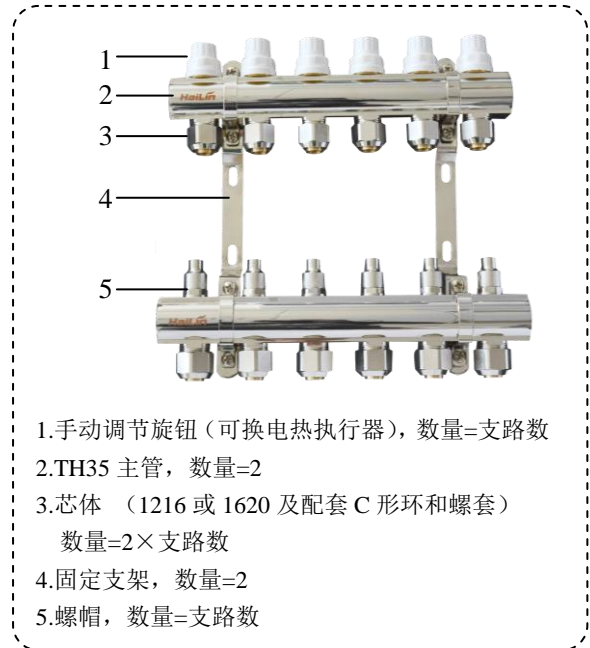 1
2
HaiLin
3
4
5
HaiLin
1.手动调节旋钮（可换电热执行器），数量=支路数
2.TH35 主管，数量=2
3.芯体 （1216 或 1620 及配套 C 形环和螺套）
数量=2×支路数
4.固定支架，数量=2
5.螺帽，数量=支路数